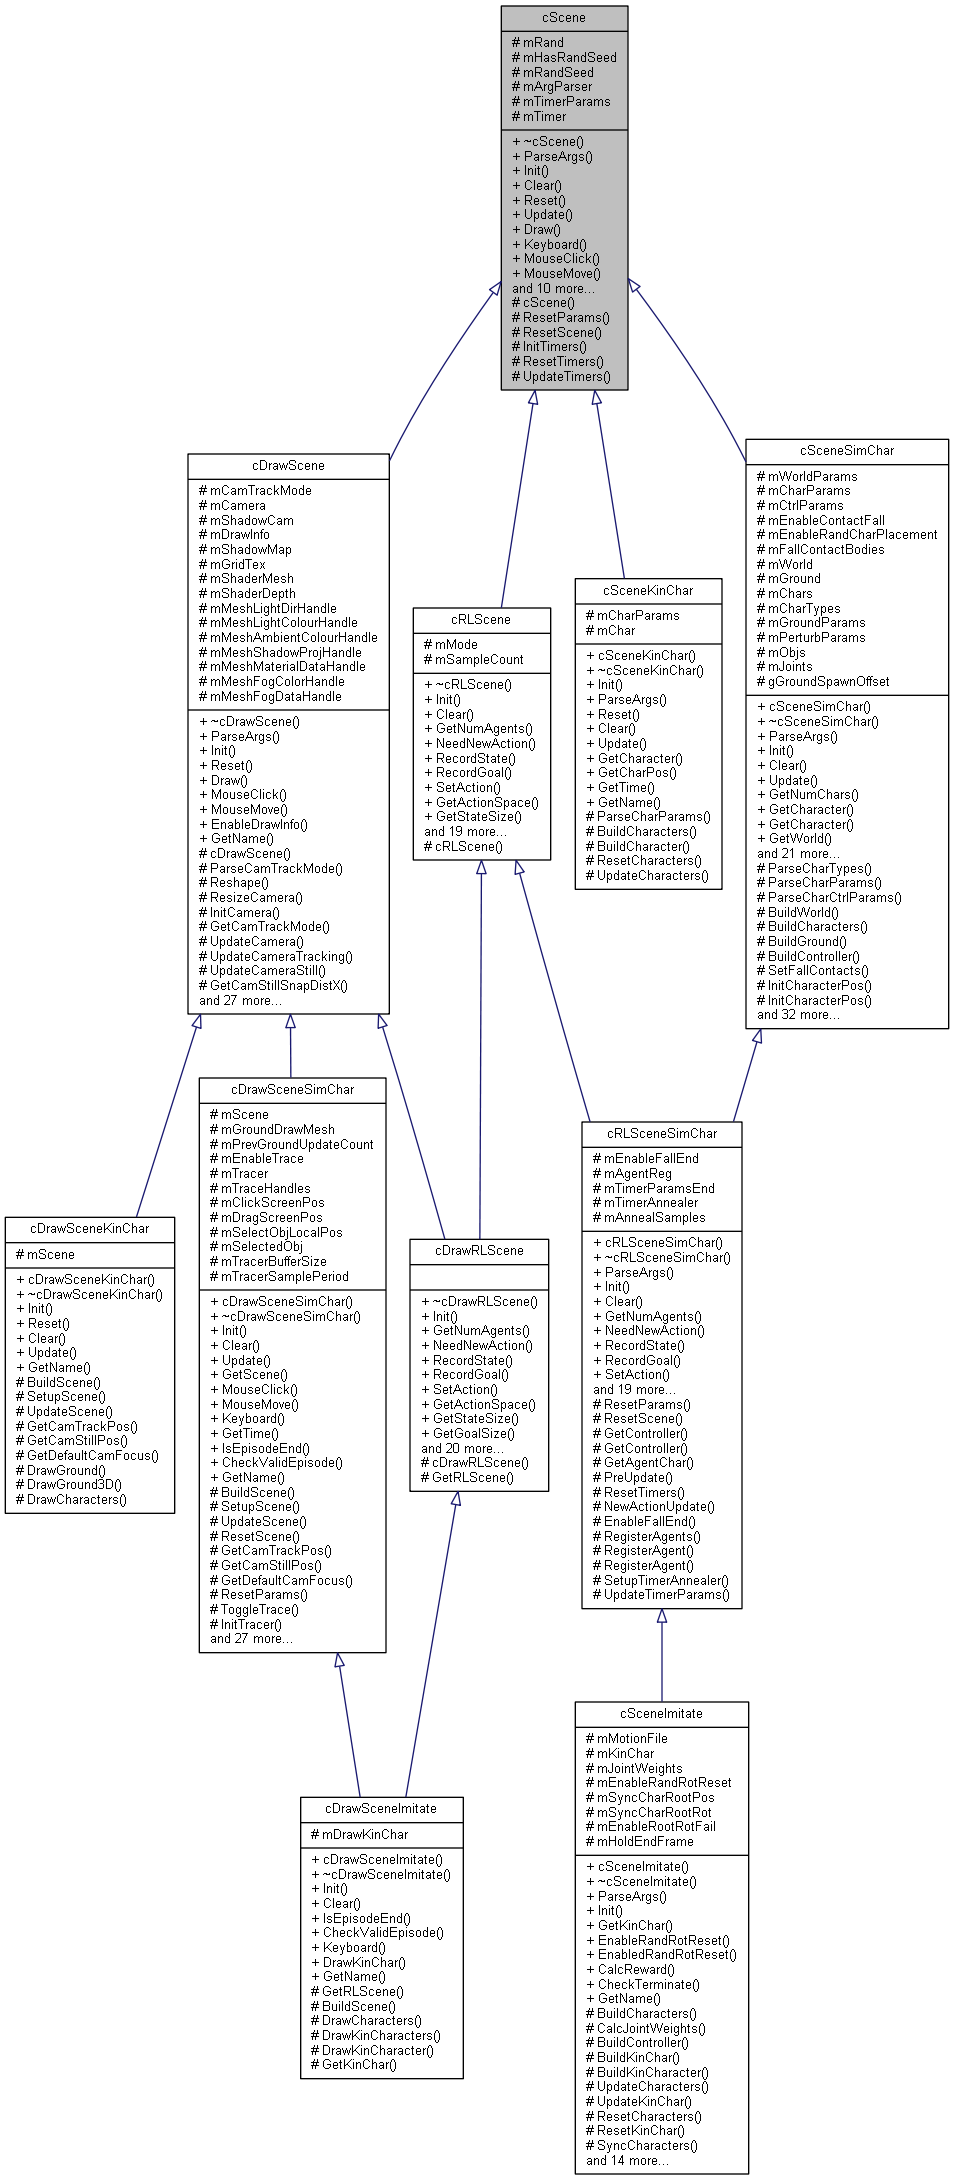 cScene
# mRand
# mHasRandSeed
# mRandSeed
# mArgParser
# mTimerParams
# mTimer
+ ~cScene()
+ ParseArgs()
+ Init()
+ Clear()
+ Reset()
+ Update()
+ Draw()
+ Keyboard()
+ MouseClick()
+ MouseMove()
and 10 more...
# cScene()
# ResetParams()
# ResetScene()
# InitTimers()
# ResetTimers()
# UpdateTimers()
cDrawScene
# mCamTrackMode
# mCamera
# mShadowCam
# mDrawInfo
# mShadowMap
# mGridTex
# mShaderMesh
# mShaderDepth
# mMeshLightDirHandle
# mMeshLightColourHandle
# mMeshAmbientColourHandle
# mMeshShadowProjHandle
# mMeshMaterialDataHandle
# mMeshFogColorHandle
# mMeshFogDataHandle
+ ~cDrawScene()
+ ParseArgs()
+ Init()
+ Reset()
+ Draw()
+ MouseClick()
+ MouseMove()
+ EnableDrawInfo()
+ GetName()
# cDrawScene()
# ParseCamTrackMode()
# Reshape()
# ResizeCamera()
# InitCamera()
# GetCamTrackMode()
# UpdateCamera()
# UpdateCameraTracking()
# UpdateCameraStill()
# GetCamStillSnapDistX()
and 27 more...
cRLScene
# mMode
# mSampleCount
+ ~cRLScene()
+ Init()
+ Clear()
+ GetNumAgents()
+ NeedNewAction()
+ RecordState()
+ RecordGoal()
+ SetAction()
+ GetActionSpace()
+ GetStateSize()
and 19 more...
# cRLScene()
cSceneKinChar
# mCharParams
# mChar
+ cSceneKinChar()
+ ~cSceneKinChar()
+ Init()
+ ParseArgs()
+ Reset()
+ Clear()
+ Update()
+ GetCharacter()
+ GetCharPos()
+ GetTime()
+ GetName()
# ParseCharParams()
# BuildCharacters()
# BuildCharacter()
# ResetCharacters()
# UpdateCharacters()
cSceneSimChar
# mWorldParams
# mCharParams
# mCtrlParams
# mEnableContactFall
# mEnableRandCharPlacement
# mFallContactBodies
# mWorld
# mGround
# mChars
# mCharTypes
# mGroundParams
# mPerturbParams
# mObjs
# mJoints
# gGroundSpawnOffset
+ cSceneSimChar()
+ ~cSceneSimChar()
+ ParseArgs()
+ Init()
+ Clear()
+ Update()
+ GetNumChars()
+ GetCharacter()
+ GetCharacter()
+ GetWorld()
and 21 more...
# ParseCharTypes()
# ParseCharParams()
# ParseCharCtrlParams()
# BuildWorld()
# BuildCharacters()
# BuildGround()
# BuildController()
# SetFallContacts()
# InitCharacterPos()
# InitCharacterPos()
and 32 more...
cDrawSceneKinChar
# mScene
+ cDrawSceneKinChar()
+ ~cDrawSceneKinChar()
+ Init()
+ Reset()
+ Clear()
+ Update()
+ GetName()
# BuildScene()
# SetupScene()
# UpdateScene()
# GetCamTrackPos()
# GetCamStillPos()
# GetDefaultCamFocus()
# DrawGround()
# DrawGround3D()
# DrawCharacters()
cDrawSceneSimChar
# mScene
# mGroundDrawMesh
# mPrevGroundUpdateCount
# mEnableTrace
# mTracer
# mTraceHandles
# mClickScreenPos
# mDragScreenPos
# mSelectObjLocalPos
# mSelectedObj
# mTracerBufferSize
# mTracerSamplePeriod
+ cDrawSceneSimChar()
+ ~cDrawSceneSimChar()
+ Init()
+ Clear()
+ Update()
+ GetScene()
+ MouseClick()
+ MouseMove()
+ Keyboard()
+ GetTime()
+ IsEpisodeEnd()
+ CheckValidEpisode()
+ GetName()
# BuildScene()
# SetupScene()
# UpdateScene()
# ResetScene()
# GetCamTrackPos()
# GetCamStillPos()
# GetDefaultCamFocus()
# ResetParams()
# ToggleTrace()
# InitTracer()
and 27 more...
cDrawRLScene
+ ~cDrawRLScene()
+ Init()
+ GetNumAgents()
+ NeedNewAction()
+ RecordState()
+ RecordGoal()
+ SetAction()
+ GetActionSpace()
+ GetStateSize()
+ GetGoalSize()
and 20 more...
# cDrawRLScene()
# GetRLScene()
cRLSceneSimChar
# mEnableFallEnd
# mAgentReg
# mTimerParamsEnd
# mTimerAnnealer
# mAnnealSamples
+ cRLSceneSimChar()
+ ~cRLSceneSimChar()
+ ParseArgs()
+ Init()
+ Clear()
+ GetNumAgents()
+ NeedNewAction()
+ RecordState()
+ RecordGoal()
+ SetAction()
and 19 more...
# ResetParams()
# ResetScene()
# GetController()
# GetController()
# GetAgentChar()
# PreUpdate()
# ResetTimers()
# NewActionUpdate()
# EnableFallEnd()
# RegisterAgents()
# RegisterAgent()
# RegisterAgent()
# SetupTimerAnnealer()
# UpdateTimerParams()
cDrawSceneImitate
# mDrawKinChar
+ cDrawSceneImitate()
+ ~cDrawSceneImitate()
+ Init()
+ Clear()
+ IsEpisodeEnd()
+ CheckValidEpisode()
+ Keyboard()
+ DrawKinChar()
+ GetName()
# GetRLScene()
# BuildScene()
# DrawCharacters()
# DrawKinCharacters()
# DrawKinCharacter()
# GetKinChar()
cSceneImitate
# mMotionFile
# mKinChar
# mJointWeights
# mEnableRandRotReset
# mSyncCharRootPos
# mSyncCharRootRot
# mEnableRootRotFail
# mHoldEndFrame
+ cSceneImitate()
+ ~cSceneImitate()
+ ParseArgs()
+ Init()
+ GetKinChar()
+ EnableRandRotReset()
+ EnabledRandRotReset()
+ CalcReward()
+ CheckTerminate()
+ GetName()
# BuildCharacters()
# CalcJointWeights()
# BuildController()
# BuildKinChar()
# BuildKinCharacter()
# UpdateCharacters()
# UpdateKinChar()
# ResetCharacters()
# ResetKinChar()
# SyncCharacters()
and 14 more...